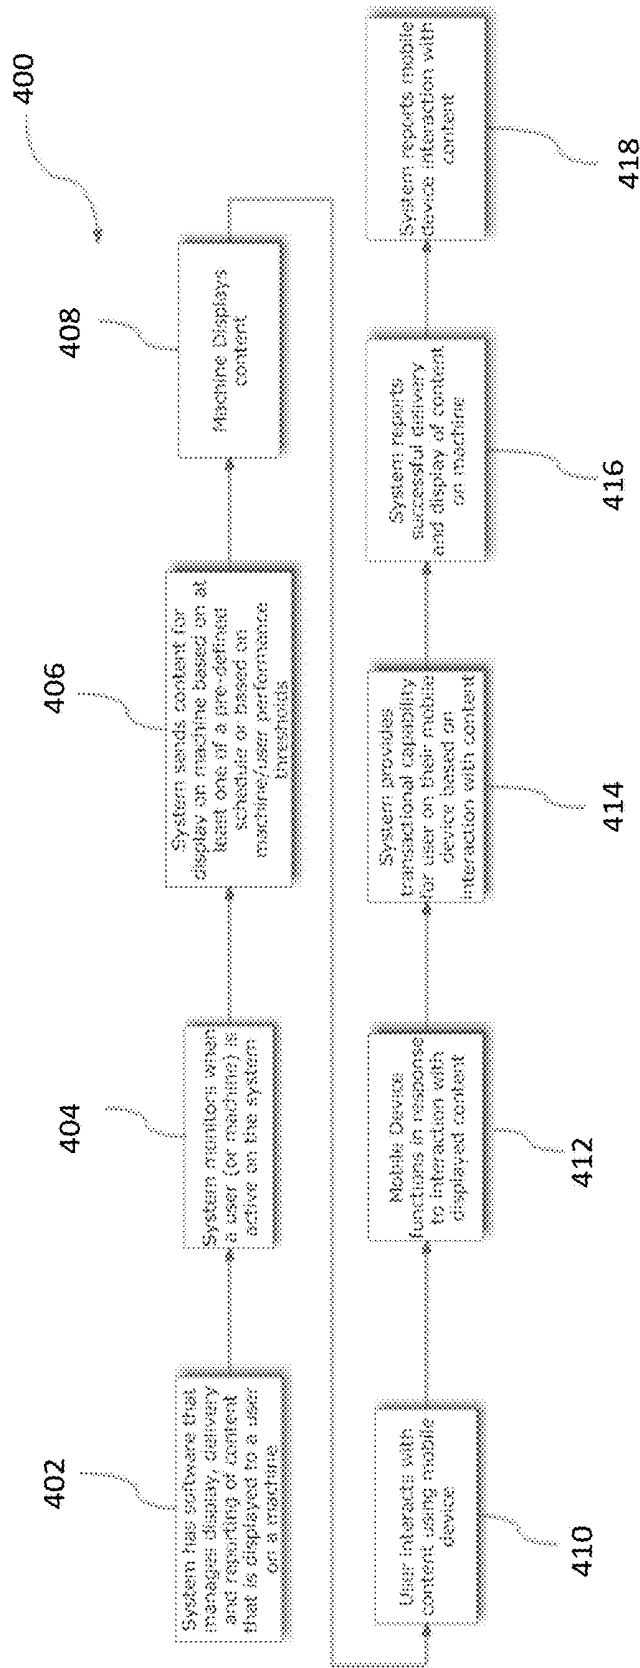 400
System has software that
manages display, delivery
and reporting of content
that is displayed to a user
on a machine
402
System monitors when
a user (or machine) is
active on the system
404
System sands content for
display on machine based on at
least one of a pre-defined
schedule or based on
machine/user performance
thresholds
406
Machine Displays
content
408
User interacts with
content using mobile
device
410
Mobile Device
functions in response
to interaction with
displayed content
412
System provides
transactional capability
for user on their mobile
device based on
interaction with content
414
System reports
successful delivery
and display of content
on machine
416
System reports mobile
device interaction with
content
418